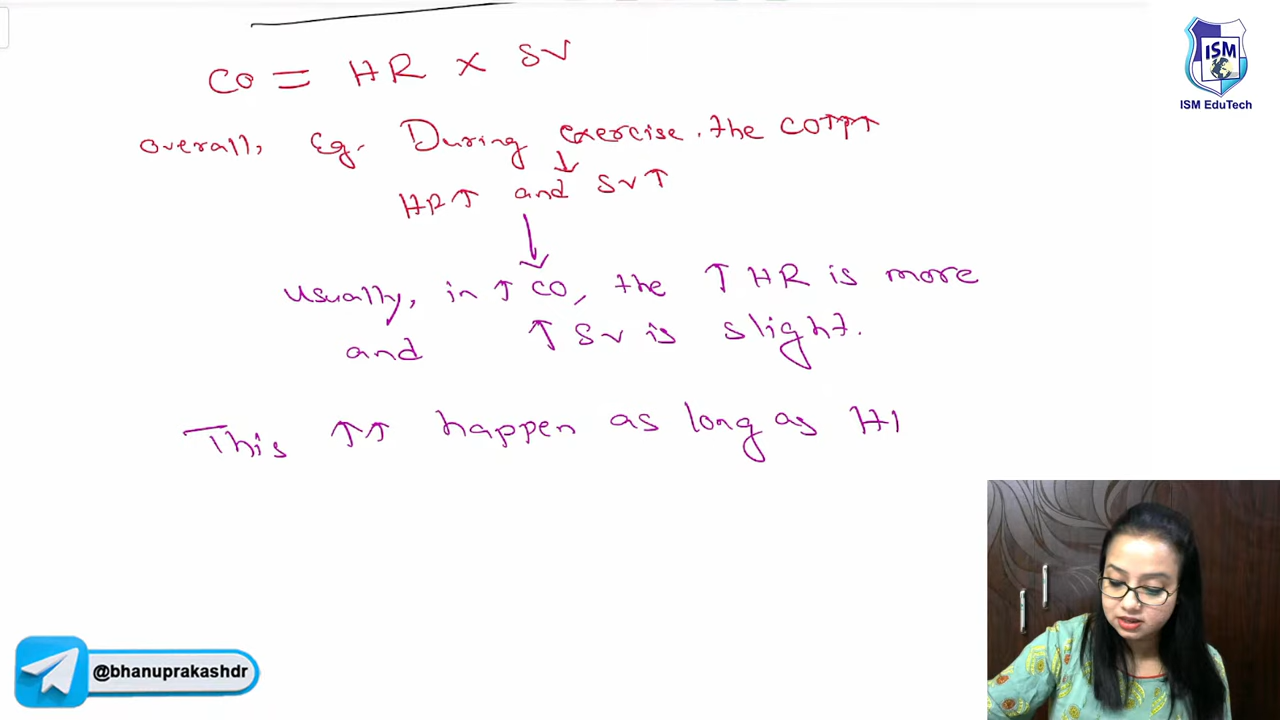 CO = HR × SV
overall, Eg. During exercise, the CO↑↑↑
↓
HR↑ and SV↑
↓
Usually, in ↑ CO, the ↑ HR is more
and ↑ SV is slight.
This ↑↑ happen as long as H
ISM
ISM EduTech
@bhanuprakashdr